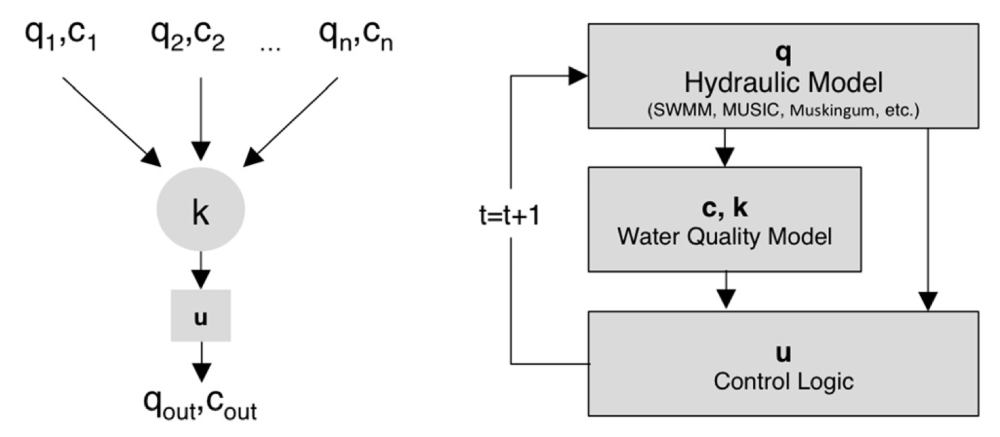 q1,c1 q2,c2 ... qn,cn
k
u
qout,cout
t=t+1
q
Hydraulic Model
(SWMM, MUSIC, Muskingum, etc.)
c, k
Water Quality Model
u
Control Logic